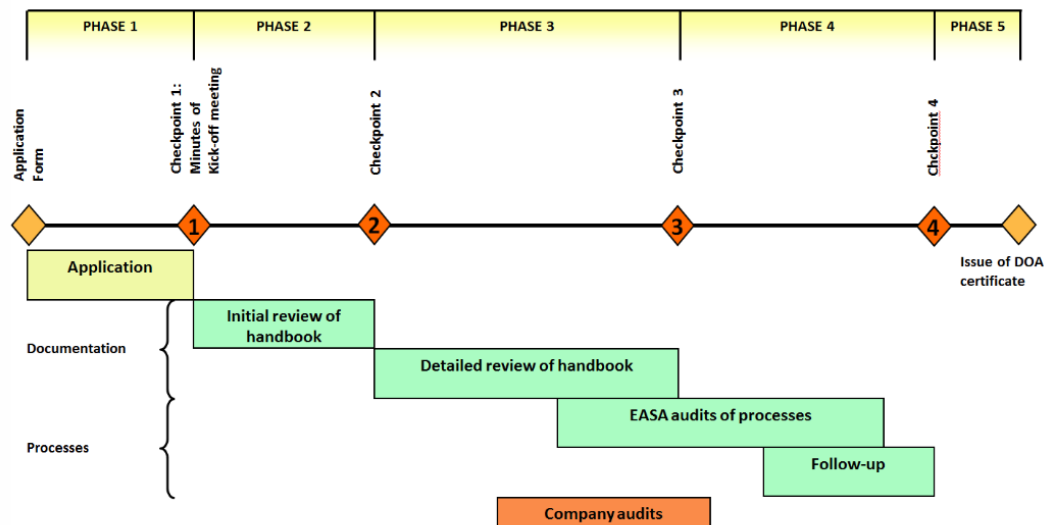 PHASE 1
PHASE 2
PHASE 3
PHASE 4
PHASE 5
Application
Form
Checkpoint 1:
Minutes of
Kick-off meeting
Checkpoint 2
Checkpoint 3
Chckpoint 4
1
2
3
4
Issue of DOA
certificate
Application
Initial review of
handbook
Documentation
Detailed review of handbook
EASA audits of processes
Processes
Follow-up
Company audits